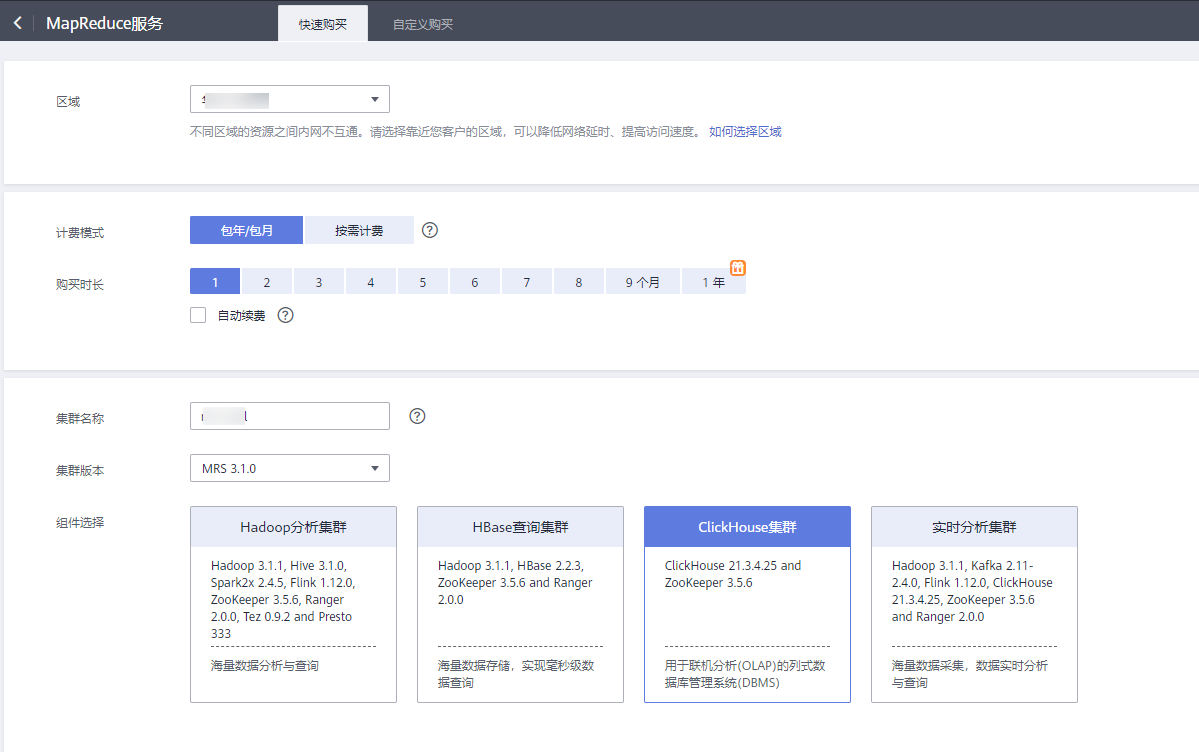 MapReduce服务
快速购买
自定义购买
区域
不同区域的资源之间内网不互通。请选择靠近您客户的区域，可以降低网络延时、提高访问速度。 如何选择区域
计费模式
包年/包月
按需计费
购买时长
1
2
3
4
5
6
7
8
9 个月
1 年
自动续费
集群名称
集群版本
MRS 3.1.0
组件选择
Hadoop分析集群
Hadoop 3.1.1, Hive 3.1.0,
Spark2x 2.4.5, Flink 1.12.0,
ZooKeeper 3.5.6, Ranger
2.0.0, Tez 0.9.2 and Presto
333
海量数据分析与查询
HBase查询集群
Hadoop 3.1.1, HBase 2.2.3,
ZooKeeper 3.5.6 and Ranger
2.0.0
海量数据存储，实现毫秒级数
据查询
ClickHouse集群
ClickHouse 21.3.4.25 and
ZooKeeper 3.5.6
用于联机分析(OLAP)的列式数
据库管理系统(DBMS)
实时分析集群
Hadoop 3.1.1, Kafka 2.11-
2.4.0, Flink 1.12.0, ClickHouse
21.3.4.25, ZooKeeper 3.5.6
and Ranger 2.0.0
海量数据采集，数据实时分析
与查询